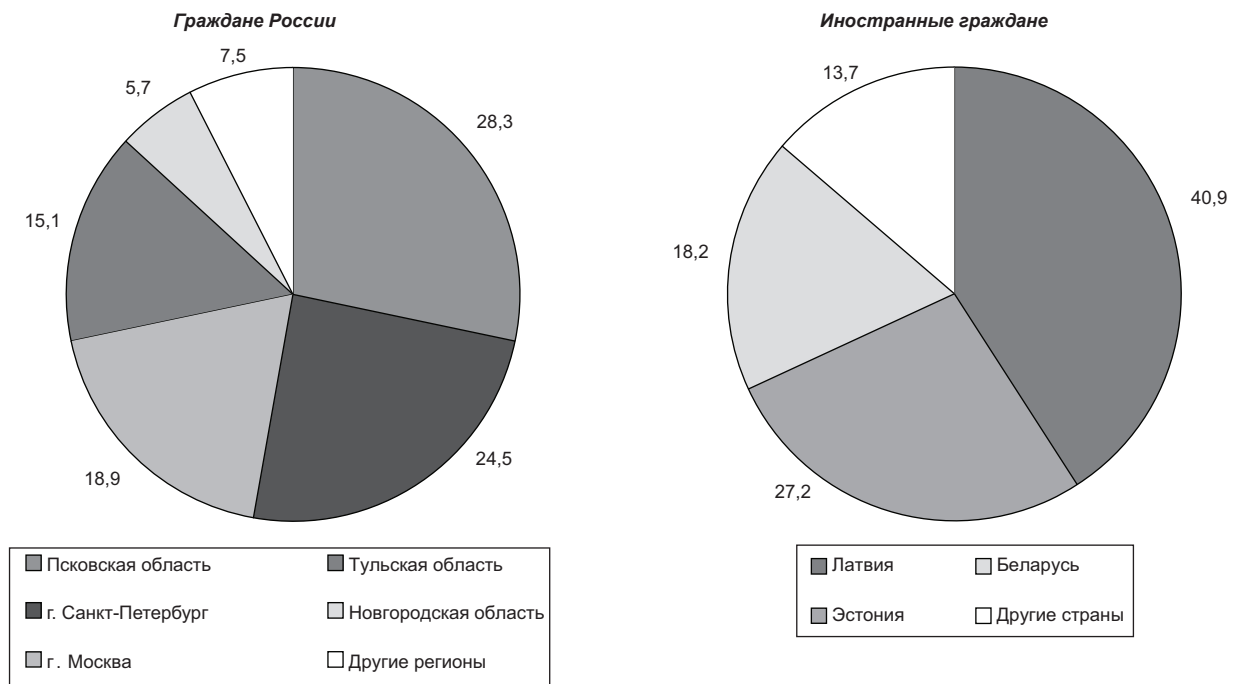 Граждане России
7,5
5,7
28,3
15,1
18,9
24,5
Псковская область
Тульская область
г. Санкт-Петербург
Новгородская область
г. Москва
Другие регионы
Иностранные граждане
13,7
40,9
18,2
27,2
Латвия
Беларусь
Эстония
Другие страны